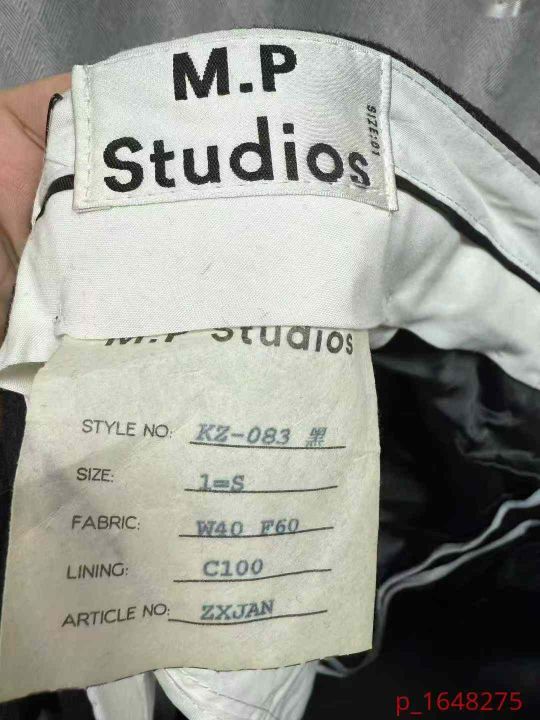 M.P
Studios
SIZE:01
M.P Studios
STYLE NO: KZ-083 黑
SIZE: 1=S
FABRIC: W40 F60
LINING: C100
ARTICLE NO: ZXJAN
p_1648275